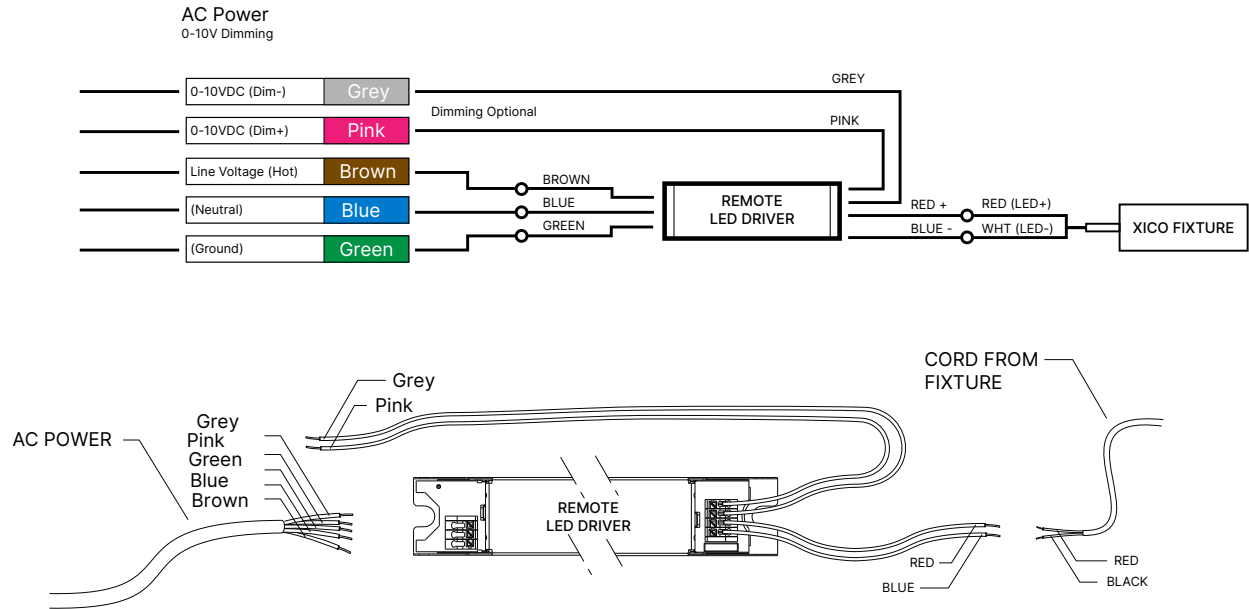 AC Power
0-10V Dimming
0-10VDC (Dim-) Grey
GREY
Dimming Optional
0-10VDC (Dim+) Pink
PINK
Line Voltage (Hot) Brown
BROWN
(Neutral) Blue
BLUE
(Ground) Green
GREEN
REMOTE
LED DRIVER
RED + RED (LED+)
BLUE - WHT (LED-)
XICO FIXTURE
CORD FROM
FIXTURE
Grey
Pink
AC POWER
Grey
Pink
Green
Blue
Brown
REMOTE
LED DRIVER
RED
BLUE
RED
BLACK